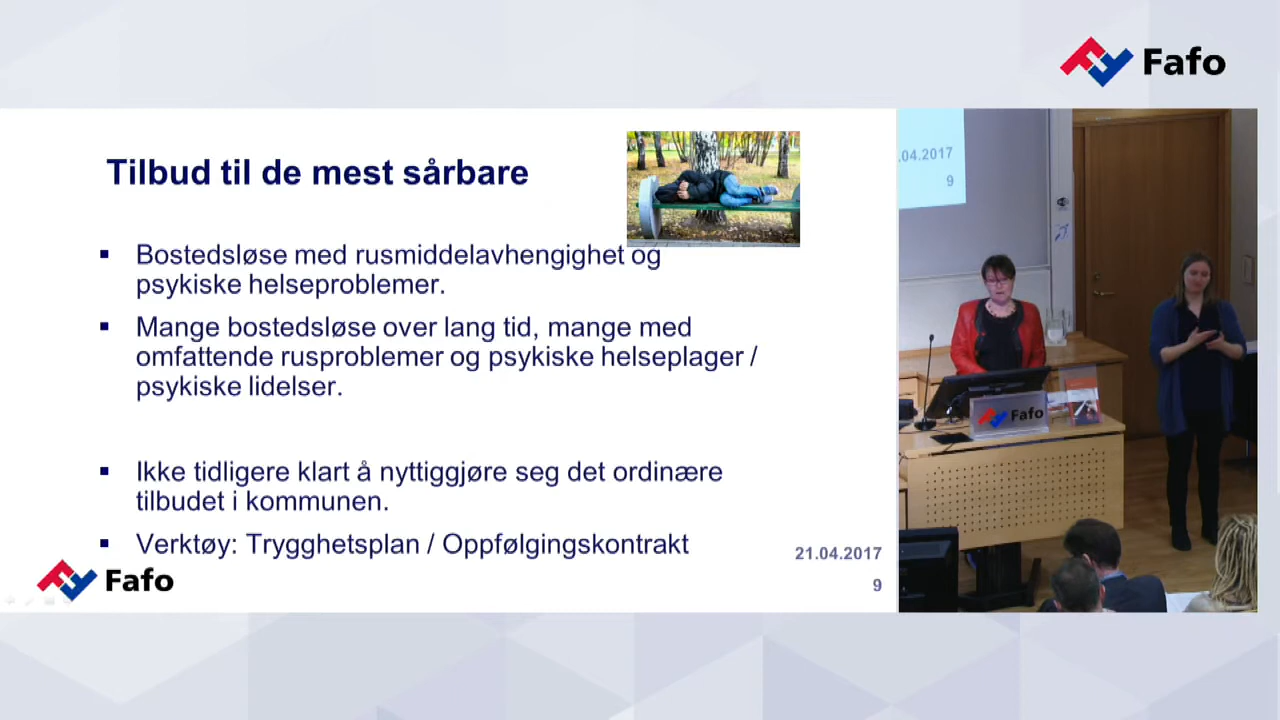 Fafo
Tilbud til de mest sårbare
Bostedsløse med rusmiddelavhengighet og
psykiske helseproblemer.
Mange bostedsløse over lang tid, mange med
omfattende rusproblemer og psykiske helseplager /
psykiske lidelser.
Ikke tidligere klart å nyttiggjøre seg det ordinære
tilbudet i kommunen.
Verktøy: Trygghetsplan / Oppfølgingskontrakt
21.04.2017
9
Fafo
.04.2017
9
Fafo